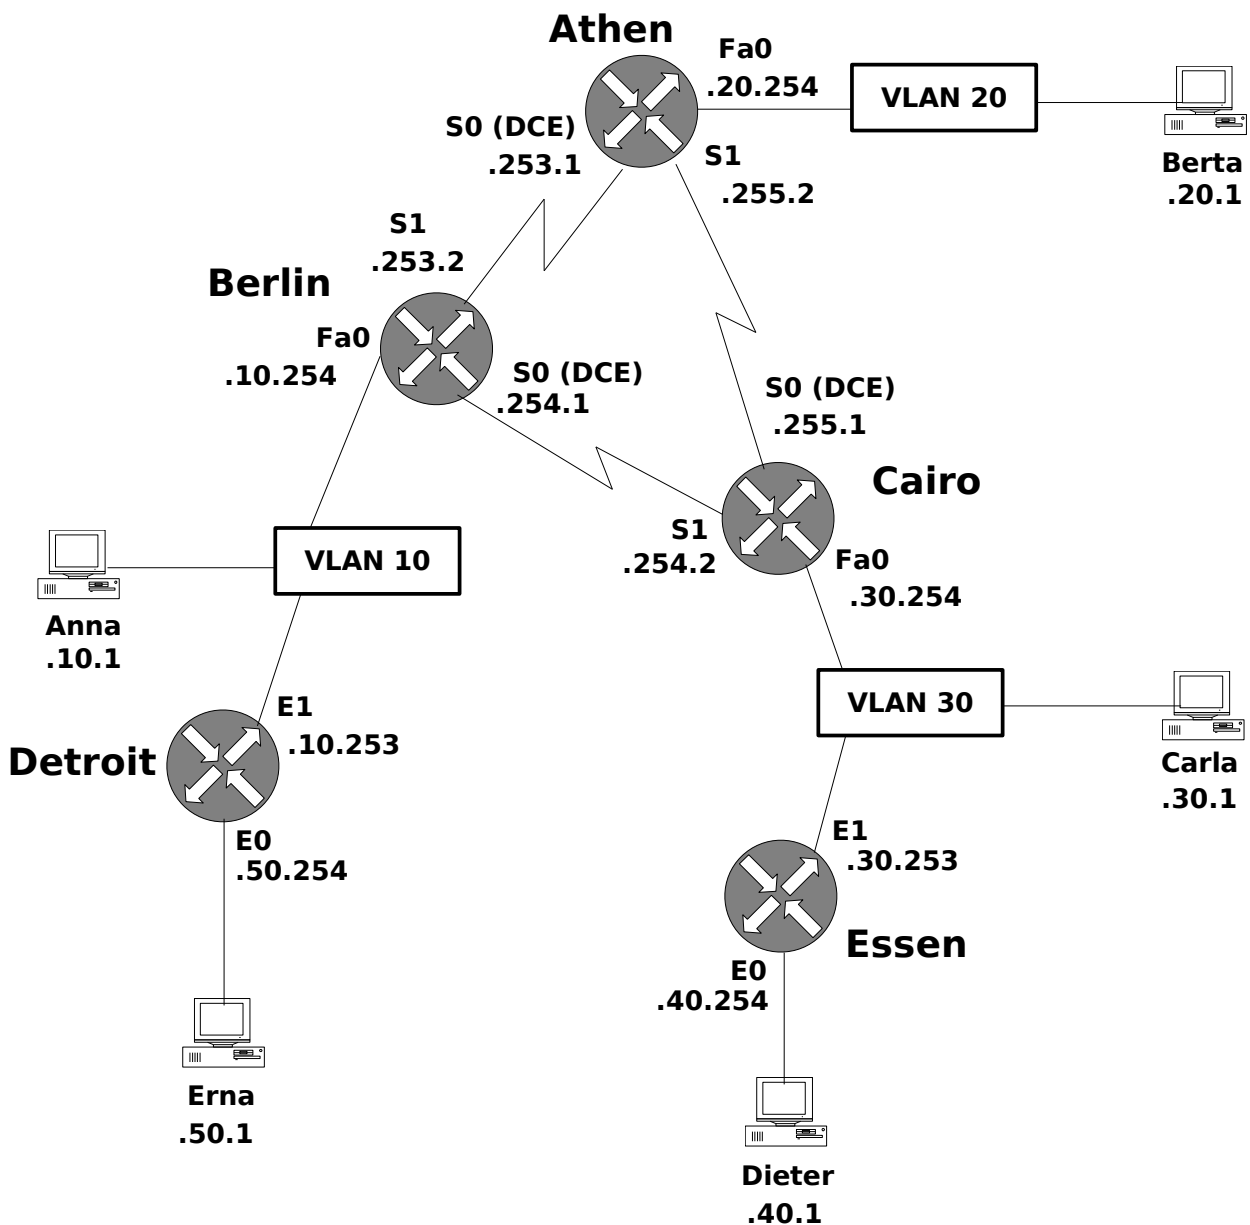 Athen
Fa0
.20.254
VLAN 20
S0 (DCE)
.253.1
S1
.255.2
Berta
.20.1
S1
.253.2
Berlin
Fa0
.10.254
S0 (DCE)
.254.1
S0 (DCE)
.255.1
Cairo
S1
.254.2
Fa0
.30.254
VLAN 10
Anna
.10.1
E1
.10.253
Detroit
VLAN 30
Carla
.30.1
E0
.50.254
E1
.30.253
Essen
E0
.40.254
Erna
.50.1
Dieter
.40.1